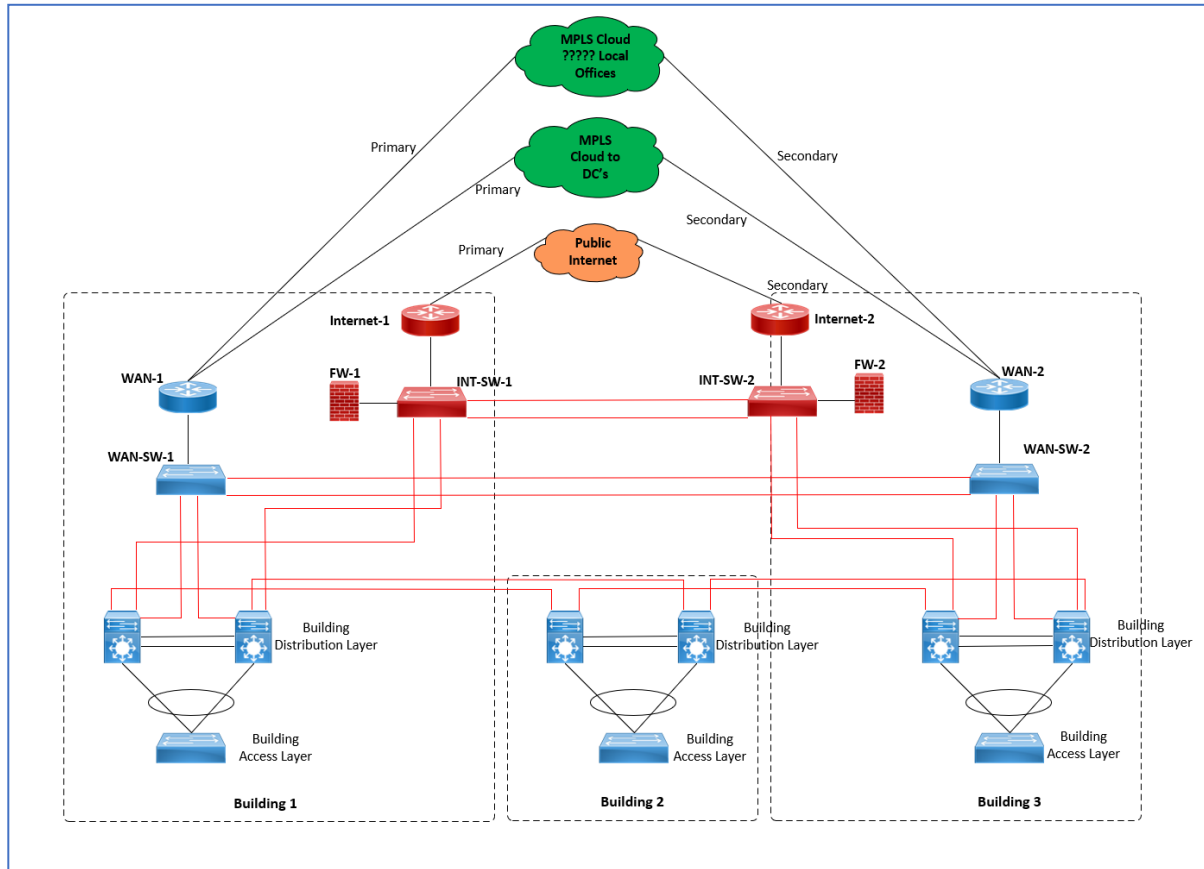 MPLS Cloud
????? Local
Offices
Primary
Secondary
MPLS
Cloud to
DC's
Primary
Secondary
Public
Internet
Primary
Secondary
Internet-1
Internet-2
WAN-1
FW-1
INT-SW-1
INT-SW-2
FW-2
WAN-2
WAN-SW-1
WAN-SW-2
Building
Distribution Layer
Building
Distribution Layer
Building
Distribution Layer
Building
Access Layer
Building
Access Layer
Building
Access Layer
Building 1
Building 2
Building 3